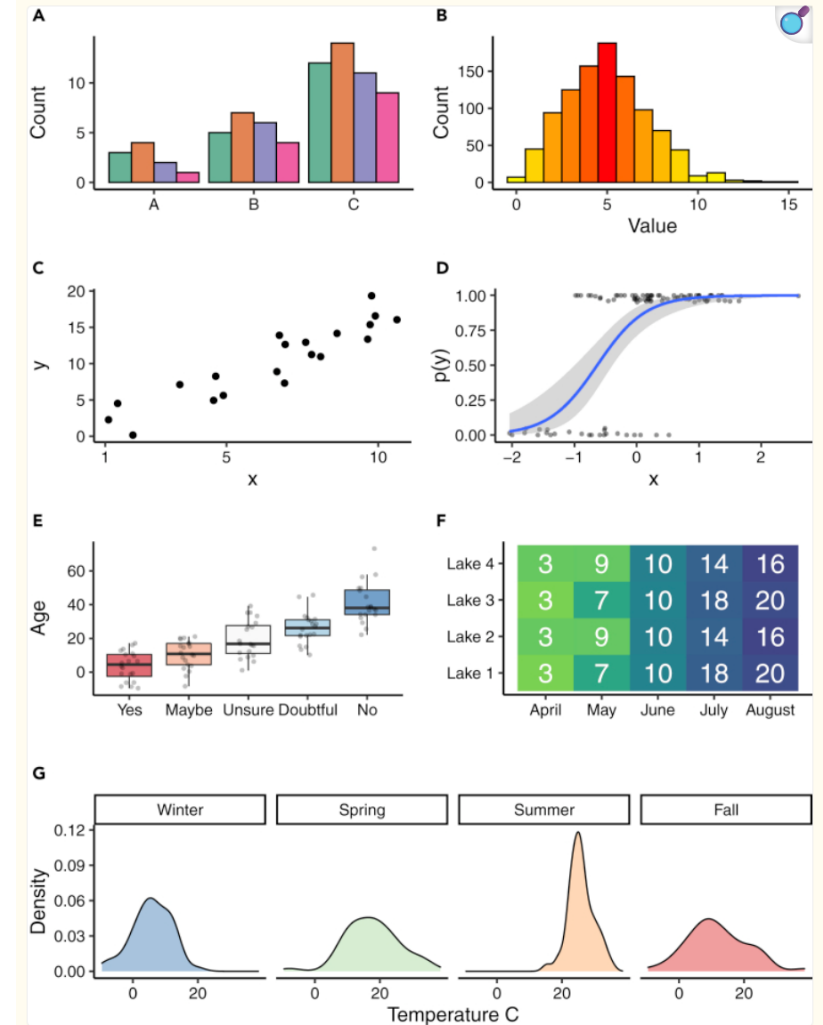 A
Count
10
5
0
A B C
B
Count
150
100
50
0
0 5 10 15
Value
C
y
20
15
10
5
0
1 5 10
x
D
p(y)
1.00
0.75
0.50
0.25
0.00
−2 −1 0 1 2
x
E
Age
60
40
20
0
Yes Maybe Unsure Doubtful No
F
Lake 4 3 9 10 14 16
Lake 3 3 7 10 18 20
Lake 2 3 9 10 14 16
Lake 1 3 7 10 18 20
April May June July August
G
Winter Spring Summer Fall
Density
0.12
0.09
0.06
0.03
0.00
0 20 0 20 0 20 0 20
Temperature C